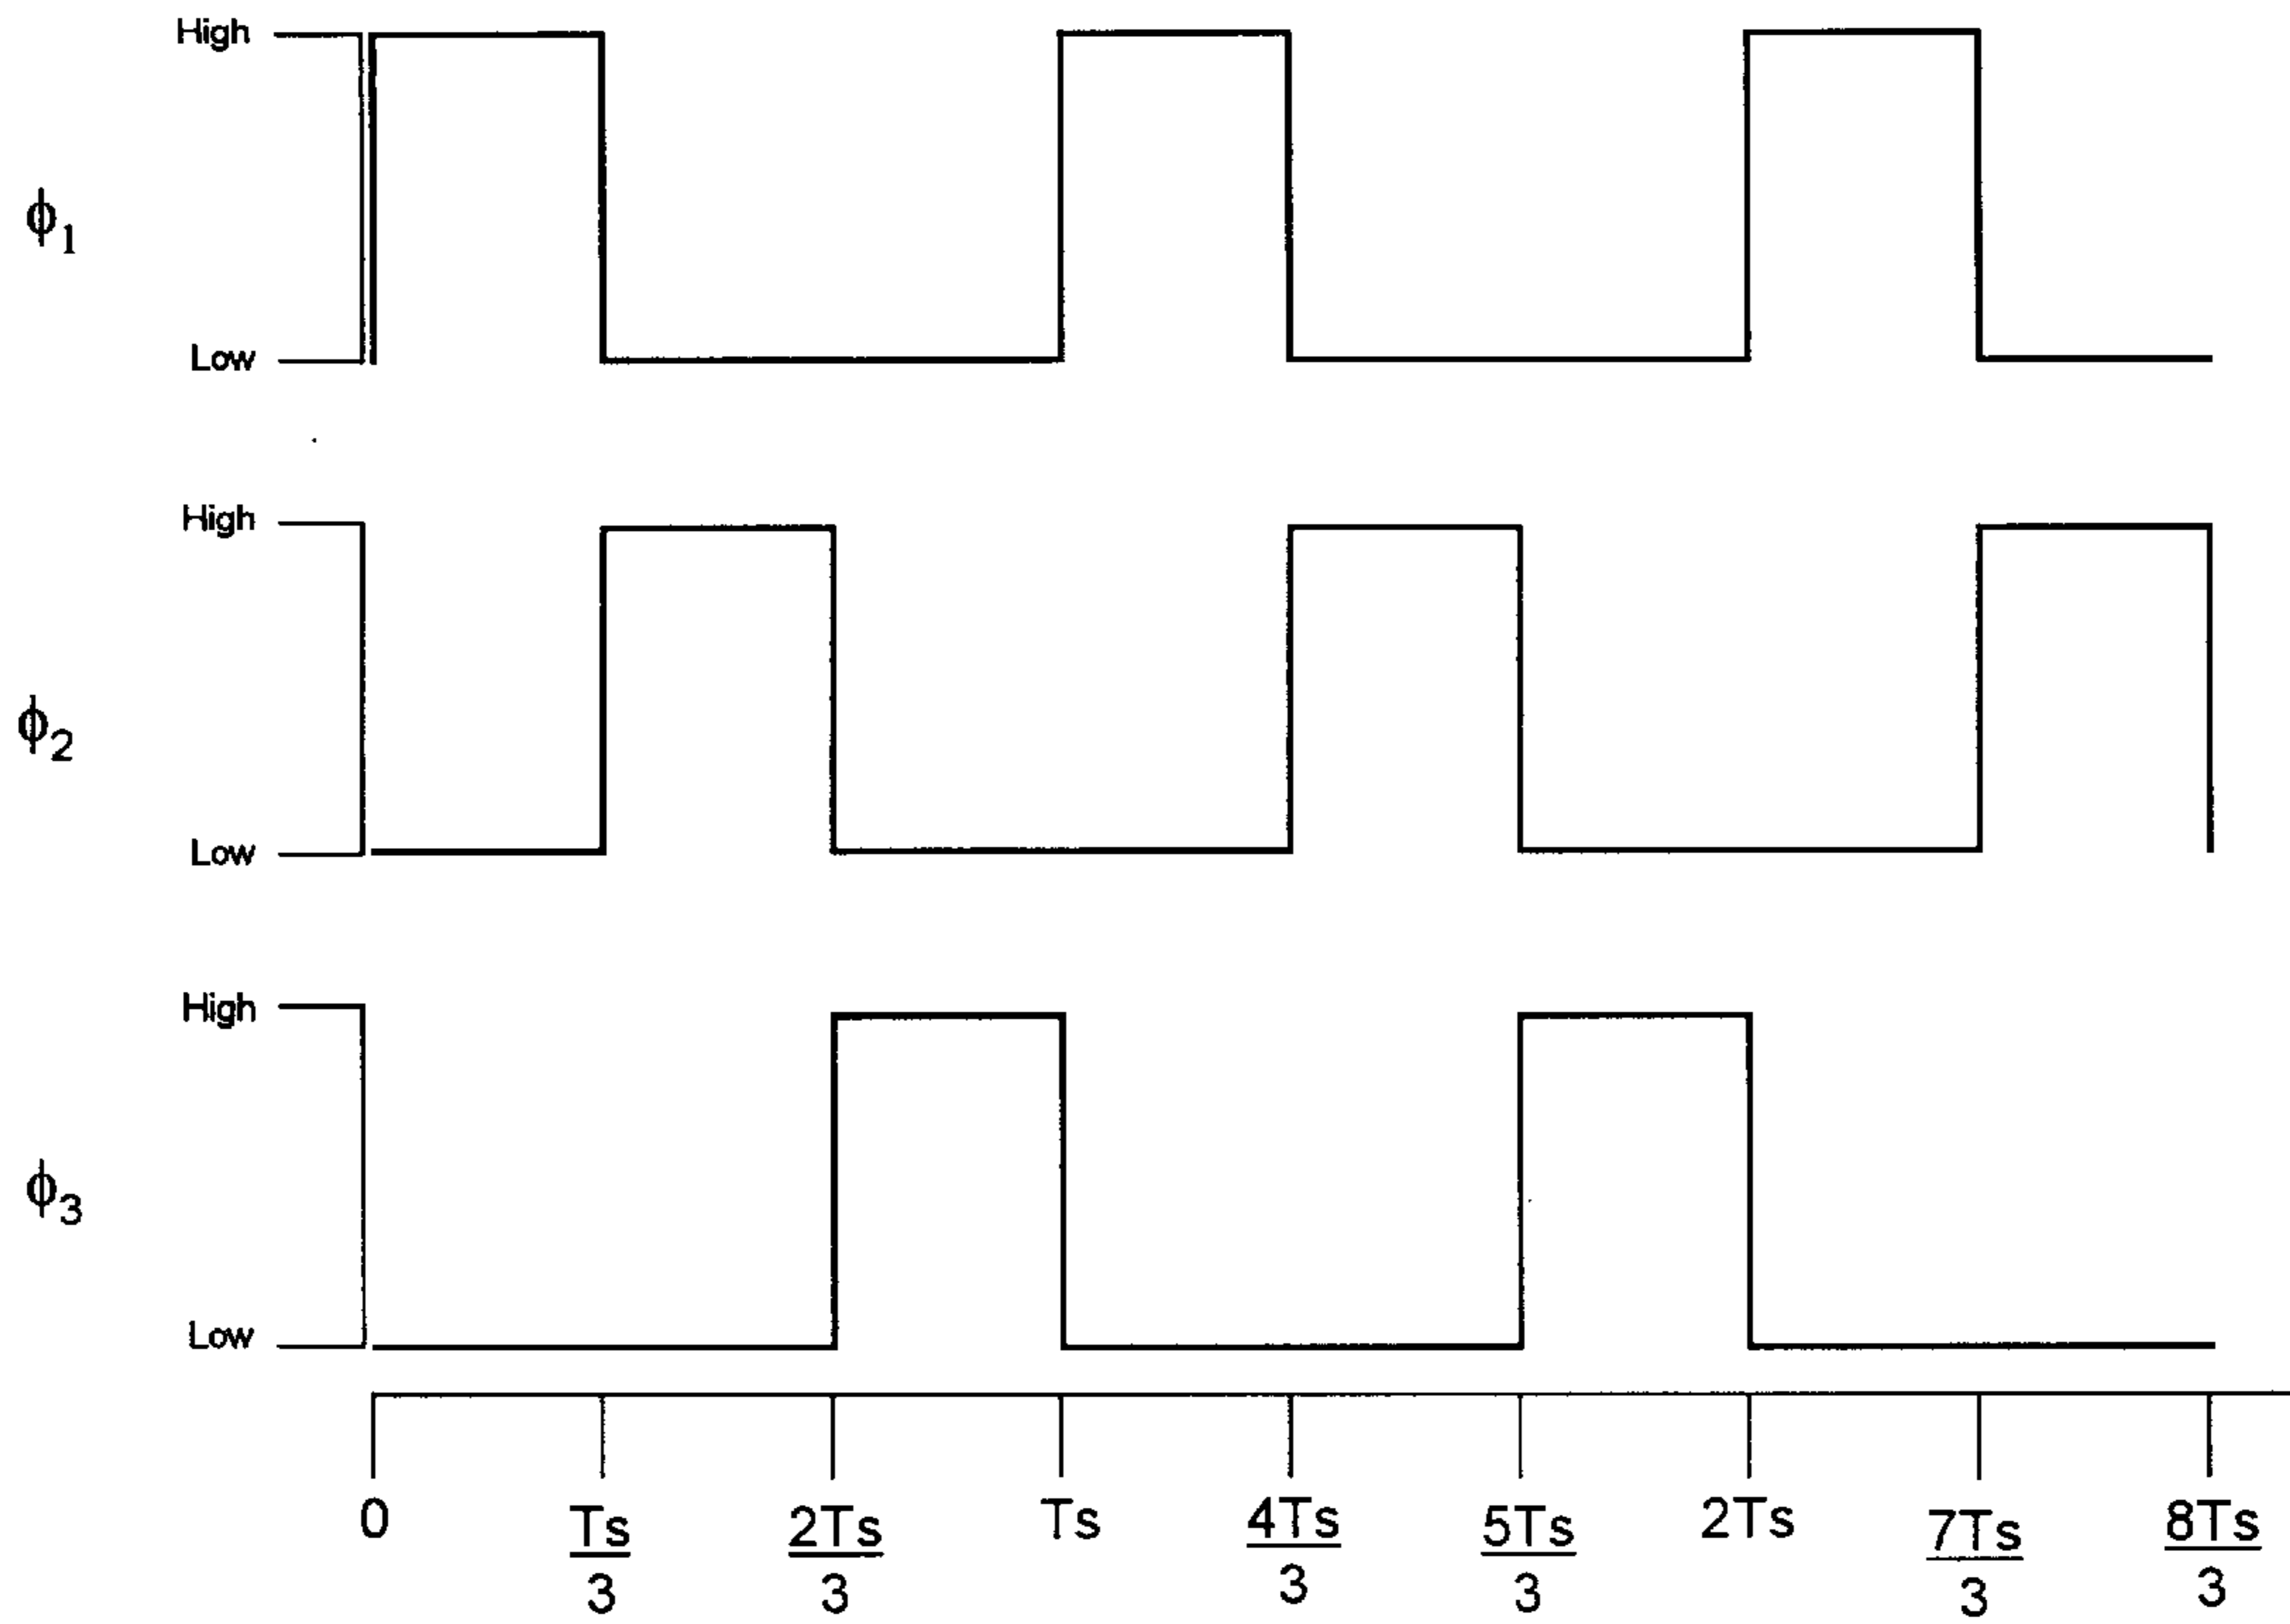 High
ϕ1
Low
High
ϕ2
Low
High
ϕ3
Low
0 Ts/3 2Ts/3 Ts 4Ts/3 5Ts/3 2Ts 7Ts/3 8Ts/3